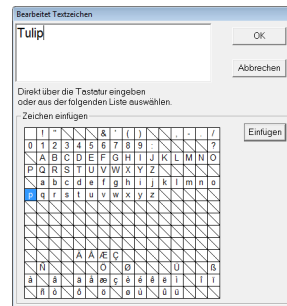 Bearbeitet Textzeichen
Tulip
OK
Abbrechen
Direkt über die Tastatur eingeben
oder aus der folgenden Liste auswählen.
Zeichen einfügen
Einfügen
! " & ' ( ) , - . /
0 1 2 3 4 5 6 7 8 9 : ?
A B C D E F G H I J K L M N O
P Q R S T U V W X Y Z
a b c d e f g h i j k l m n o
p q r s t u v w x y z
Ä Å Æ Ç
Ñ Ö Ø Ü ß
à á ä å æ ç è é ê ë ì î ï
ñ ò ô ö ø ù û ü